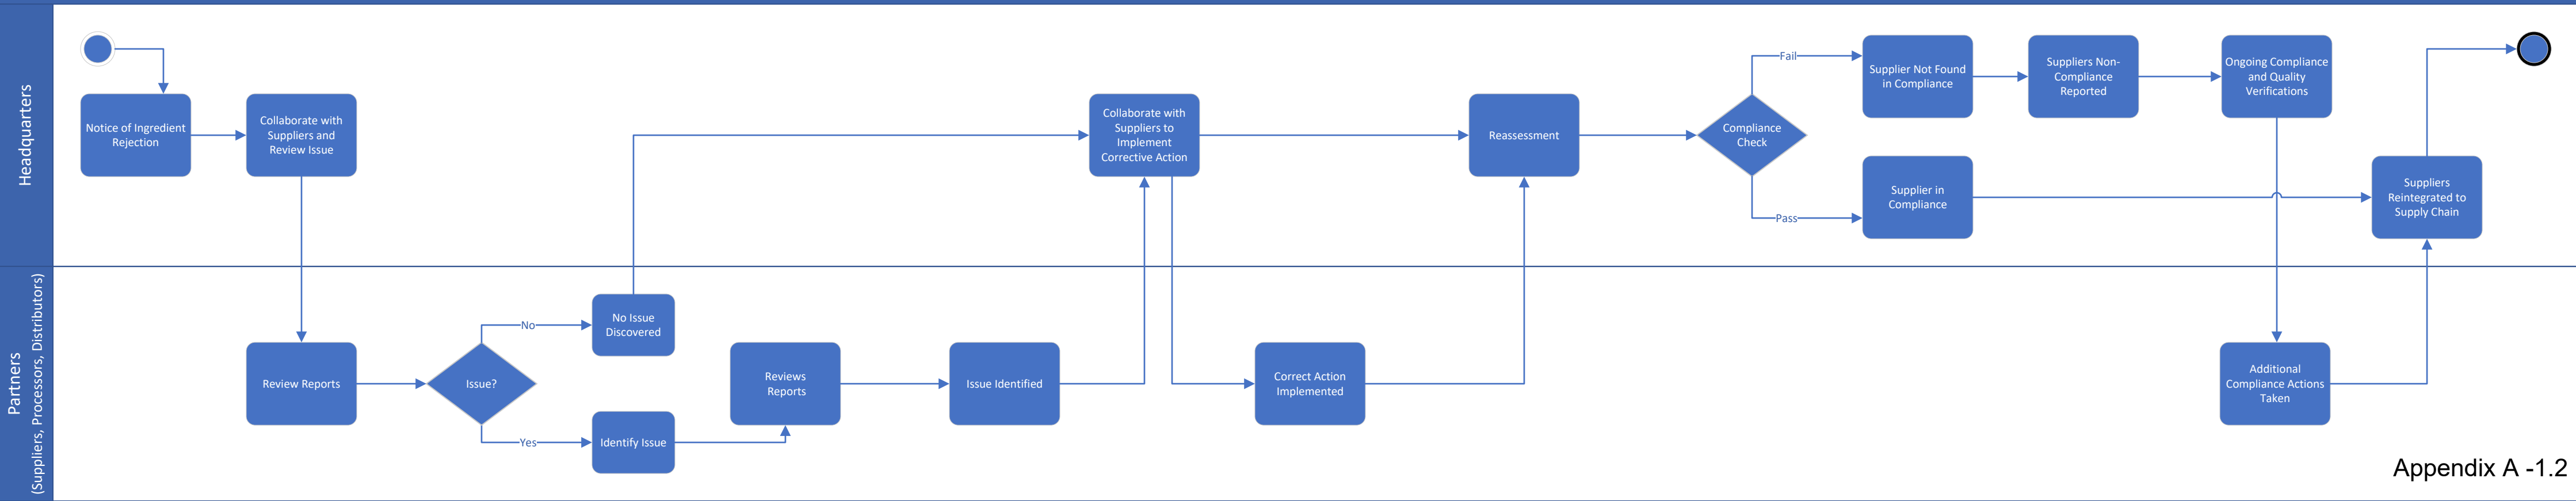 Headquarters
Notice of Ingredient
Rejection
Collaborate with
Suppliers and
Review Issue
Collaborate with
Suppliers to
Implement
Corrective Action
Reassessment
Compliance
Check
Fail
Pass
Supplier Not Found
in Compliance
Suppliers Non-
Compliance
Reported
Ongoing Compliance
and Quality
Verifications
Supplier in
Compliance
Suppliers
Reintegrated to
Supply Chain
Partners
(Suppliers, Processors, Distributors)
Review Reports
Issue?
No
Yes
No Issue
Discovered
Identify Issue
Reviews
Reports
Issue Identified
Correct Action
Implemented
Additional
Compliance Actions
Taken
Appendix A -1.2